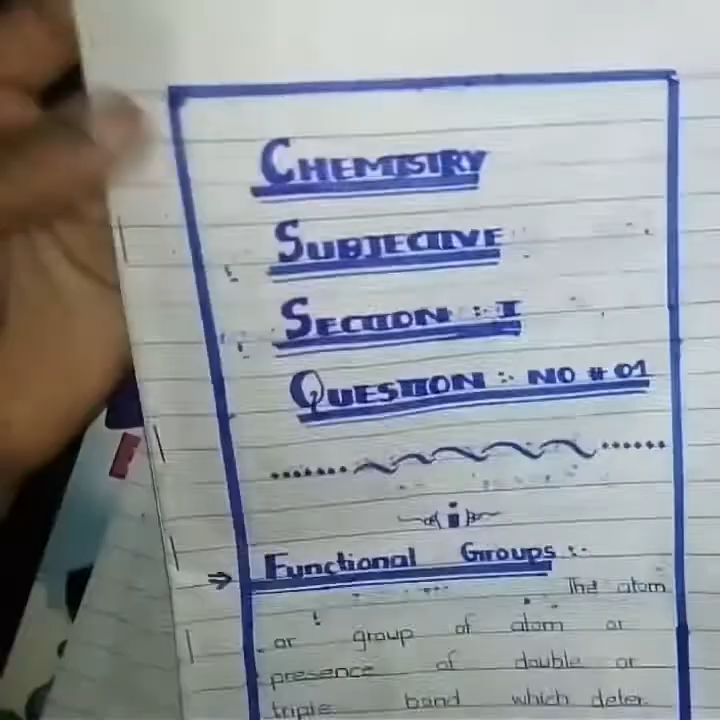 CHEMISTRY
SUBJECTIVE
SECTION : I
QUESTION :- NO # 01
i
⇒ Functional Groups :-
The atom
or group of atom or
presence of double or
triple bond which deter.